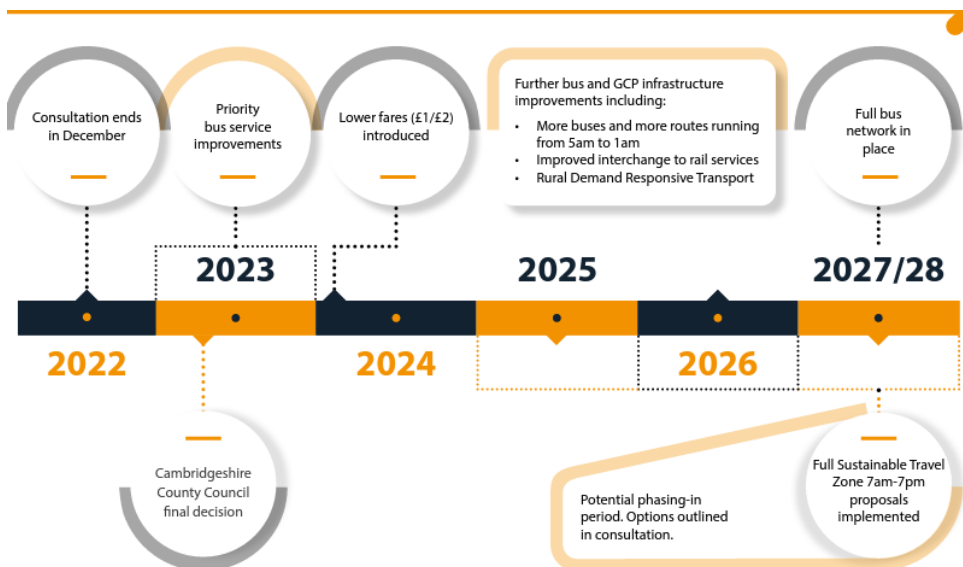 Consultation ends
in December
Priority
bus service
improvements
Lower fares (£1/£2)
introduced
Further bus and GCP infrastructure
improvements including:
• More buses and more routes running
from 5am to 1am
• Improved interchange to rail services
• Rural Demand Responsive Transport
Full bus
network in
place
2023
2025
2027/28
2022
2024
2026
Cambridgeshire
County Council
final decision
Potential phasing-in
period. Options outlined
in consultation.
Full Sustainable Travel
Zone 7am-7pm
proposals
implemented